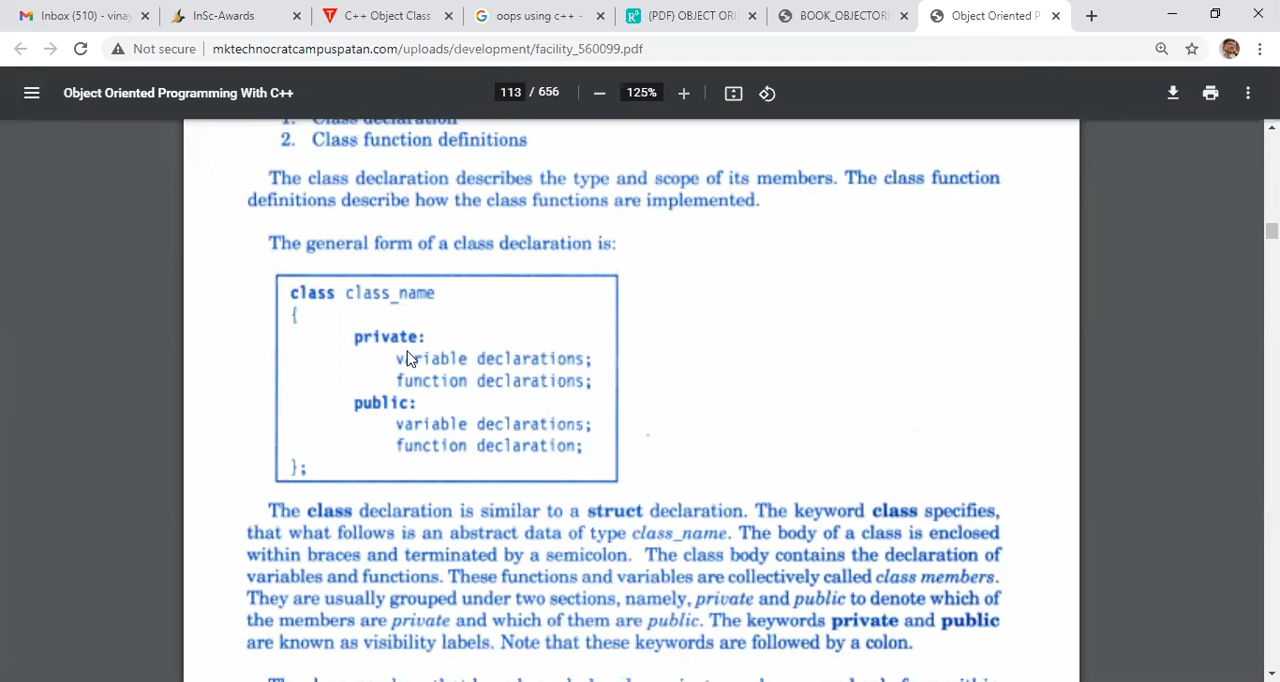 Inbox (510) - vinay
InSc-Awards
C++ Object Class
oops using c++ -
(PDF) OBJECT ORI
BOOK_OBJECTORI
Object Oriented P
Not secure
mktechnocratcampuspatan.com/uploads/development/facility_560099.pdf
Object Oriented Programming With C++
113 / 656
125%
1. Class declaration
2. Class function definitions
The class declaration describes the type and scope of its members. The class function
definitions describe how the class functions are implemented.
The general form of a class declaration is:
class class_name
{
private:
variable declarations;
function declarations;
public:
variable declarations;
function declaration;
};
The class declaration is similar to a struct declaration. The keyword class specifies,
that what follows is an abstract data of type class_name. The body of a class is enclosed
within braces and terminated by a semicolon. The class body contains the declaration of
variables and functions. These functions and variables are collectively called class members.
They are usually grouped under two sections, namely, private and public to denote which of
the members are private and which of them are public. The keywords private and public
are known as visibility labels. Note that these keywords are followed by a colon.